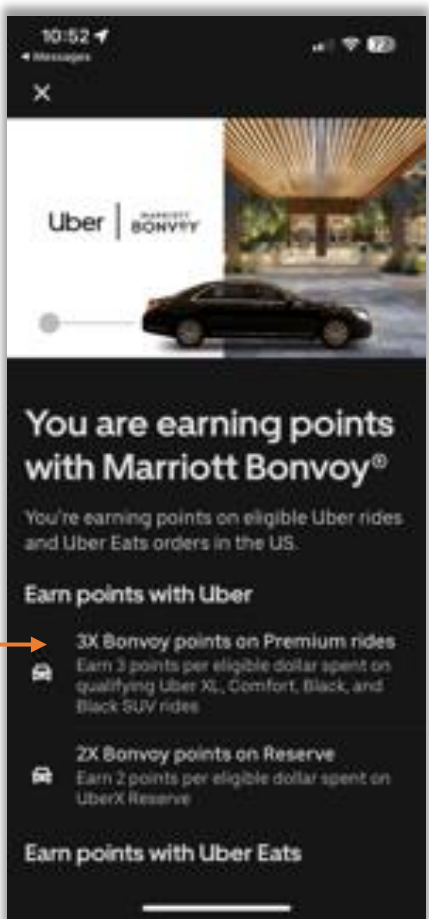 10:52
Messages
72
Uber
MARRIOTT
BONVOY
You are earning points
with Marriott Bonvoy®
You're earning points on eligible Uber rides
and Uber Eats orders in the US.
Earn points with Uber
3X Bonvoy points on Premium rides
Earn 3 points per eligible dollar spent on
qualifying Uber XL, Comfort, Black, and
Black SUV rides
2X Bonvoy points on Reserve
Earn 2 points per eligible dollar spent on
UberX Reserve
Earn points with Uber Eats